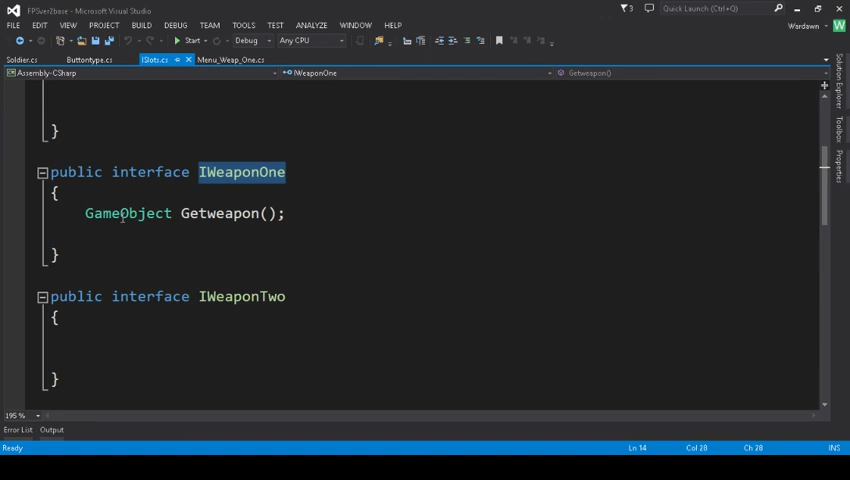 FPSver2base - Microsoft Visual Studio
3
Quick Launch (Ctrl+Q)
FILE EDIT VIEW PROJECT BUILD DEBUG TEAM TOOLS TEST ANALYZE WINDOW HELP
Wardawn W
Start Debug Any CPU
Soldier.cs Buttontype.cs ISlots.cs Menu_Weap_One.cs
Assembly-CSharp IWeaponOne Getweapon()
}
public interface IWeaponOne
{
GameObject Getweapon();
}
public interface IWeaponTwo
{
}
195 %
Error List Output
Ready Ln 14 Col 28 Ch 28 INS
Solution Explorer
Toolbox
Properties